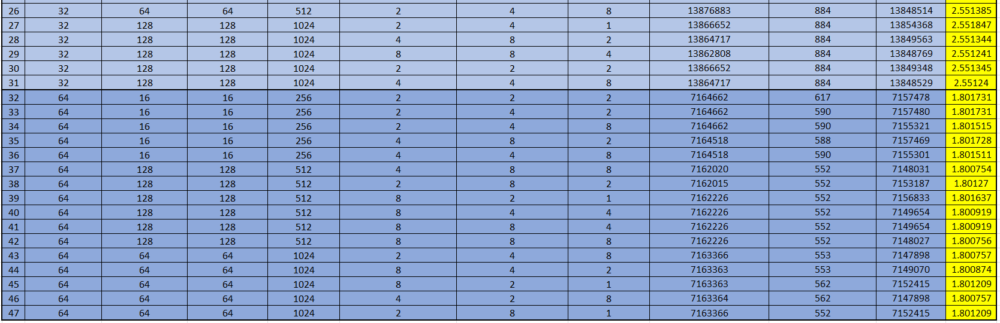 26 32 64 64 512 2 4 8 13876883 884 13848514 2.551385
27 32 128 128 1024 2 4 1 13866652 884 13854368 2.551847
28 32 128 128 1024 4 8 2 13864717 884 13849563 2.551344
29 32 128 128 1024 8 8 4 13862808 884 13848769 2.551241
30 32 128 128 1024 2 2 2 13866652 884 13849348 2.551345
31 32 128 128 1024 4 4 8 13864717 884 13848529 2.55124
32 64 16 16 256 2 2 2 7164662 617 7157478 1.801731
33 64 16 16 256 2 4 2 7164662 590 7157480 1.801731
34 64 16 16 256 2 4 8 7164662 590 7155321 1.801515
35 64 16 16 256 4 8 2 7164518 588 7157469 1.801728
36 64 16 16 256 4 4 8 7164518 590 7155301 1.801511
37 64 128 128 512 4 8 8 7162020 552 7148031 1.800754
38 64 128 128 512 2 8 2 7162015 552 7153187 1.80127
39 64 128 128 512 8 2 1 7162226 552 7156833 1.801637
40 64 128 128 512 8 4 4 7162226 552 7149654 1.800919
41 64 128 128 512 8 8 4 7162226 552 7149654 1.800919
42 64 128 128 512 8 8 8 7162226 552 7148027 1.800756
43 64 64 64 1024 2 4 8 7163366 553 7147898 1.800757
44 64 64 64 1024 8 4 2 7163363 553 7149070 1.800874
45 64 64 64 1024 8 2 1 7163363 562 7152415 1.801209
46 64 64 64 1024 4 2 8 7163364 562 7147898 1.800757
47 64 64 64 1024 2 8 1 7163366 552 7152415 1.801209